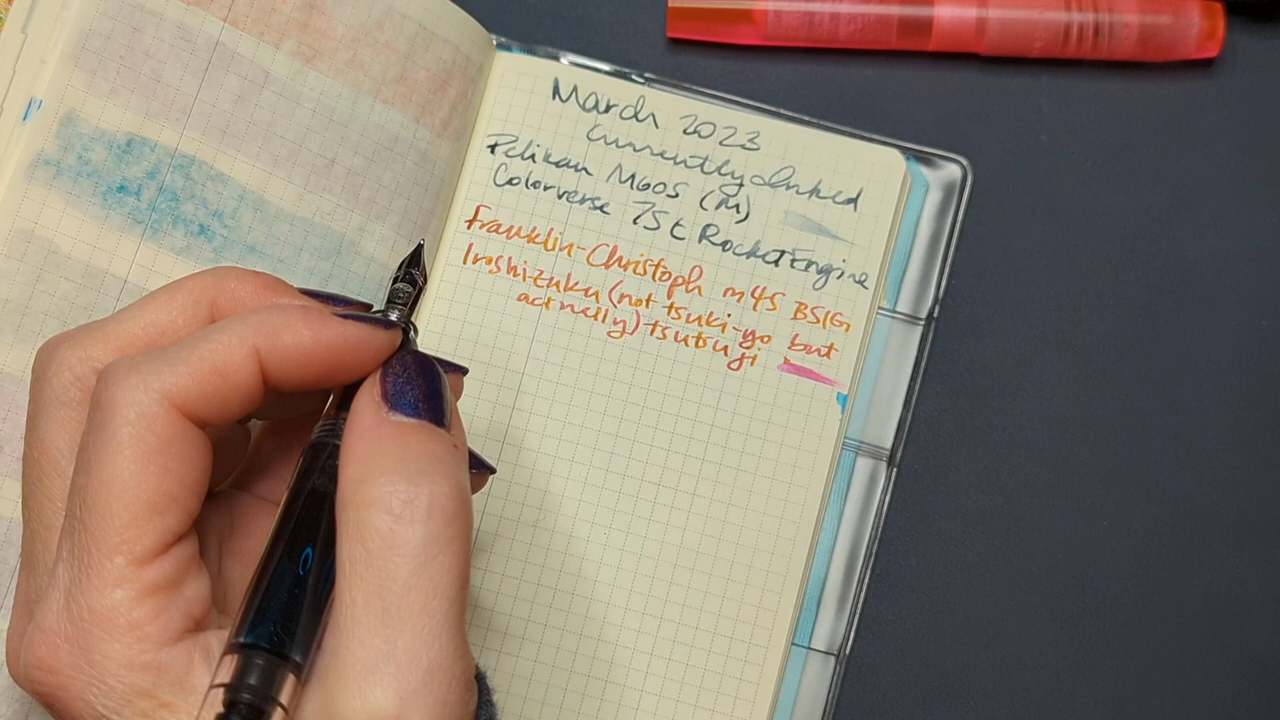 March 2023
Currently Inked
Pelikan M605 (M)
Colorverse 75t Rocket Engine
Franklin-Christoph m45 BSIG,
Iroshizuku (not tsuki-yo but
actually) tsutsuji